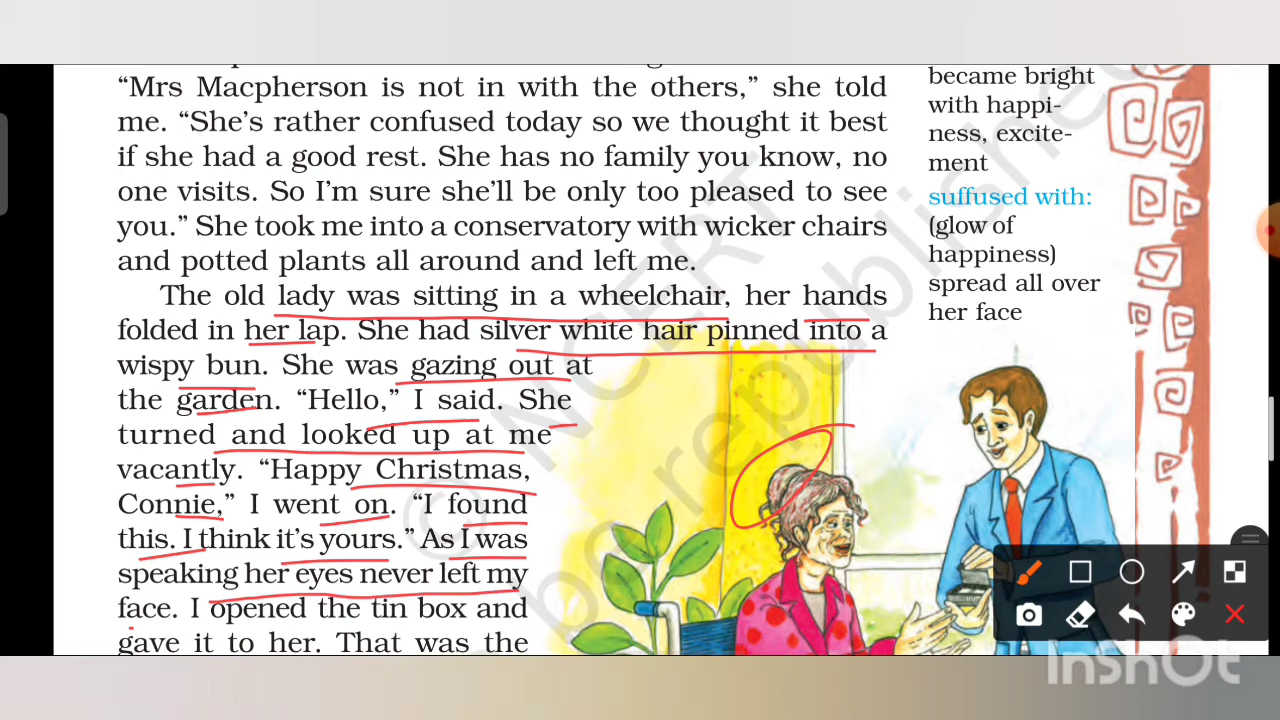 “Mrs Macpherson is not in with the others,” she told
me. “She’s rather confused today so we thought it best
if she had a good rest. She has no family you know, no
one visits. So I’m sure she’ll be only too pleased to see
you.” She took me into a conservatory with wicker chairs
and potted plants all around and left me.
The old lady was sitting in a wheelchair, her hands
folded in her lap. She had silver white hair pinned into a
wispy bun. She was gazing out at
the garden. “Hello,” I said. She
turned and looked up at me
vacantly. “Happy Christmas,
Connie,” I went on. “I found
this. I think it’s yours.” As I was
speaking her eyes never left my
face. I opened the tin box and
gave it to her. That was the
became bright
with happi-
ness, excite-
ment
suffused with:
(glow of
happiness)
spread all over
her face
© NCERT
not to be republished
InShOt